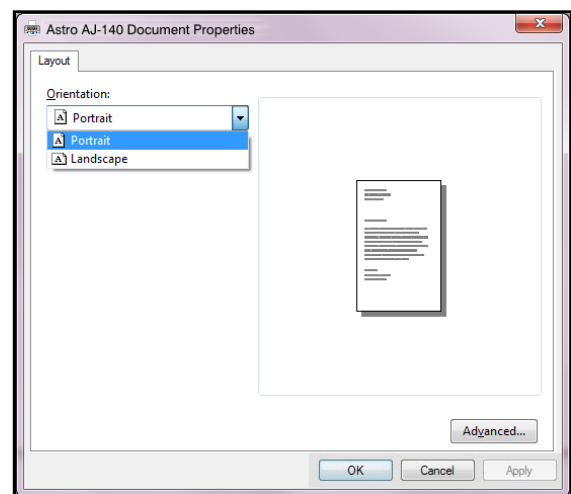 Astro AJ-140 Document Properties
Layout
Orientation:
Portrait
Portrait
Landscape
Advanced...
OK Cancel Apply